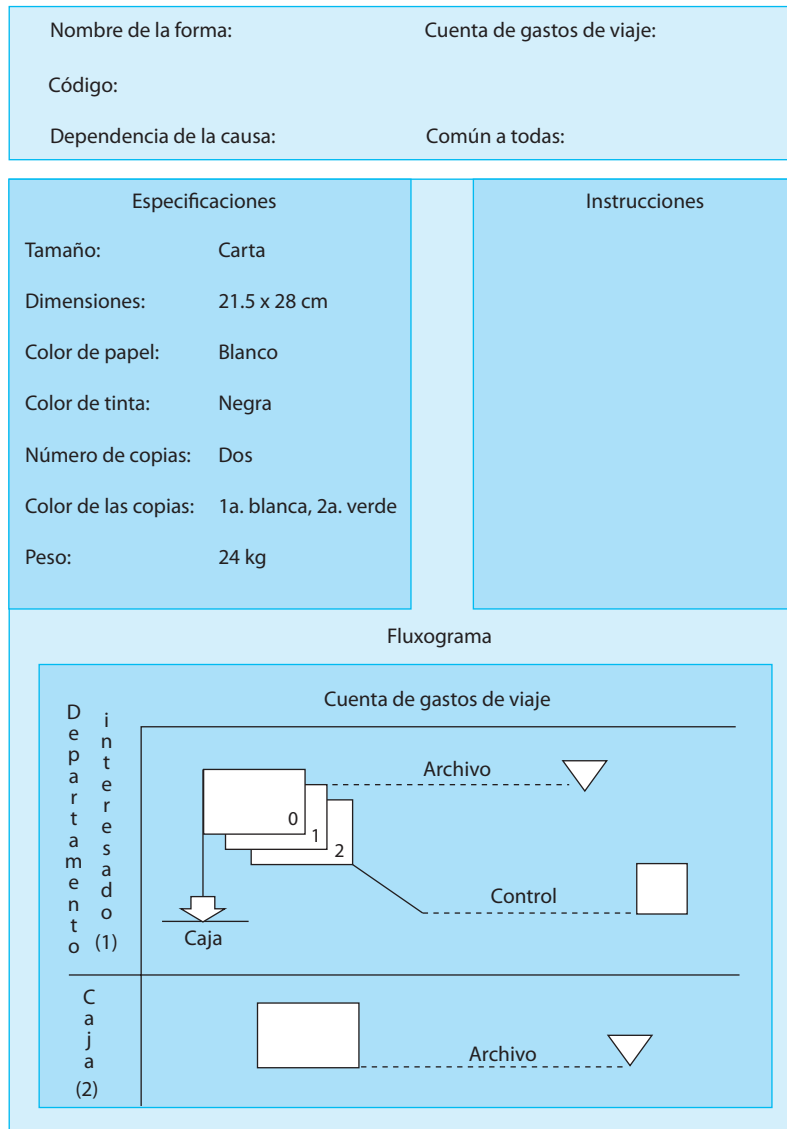 Nombre de la forma: Cuenta de gastos de viaje:
Código:
Dependencia de la causa: Común a todas:
Especificaciones
Tamaño: Carta
Dimensiones: 21.5 x 28 cm
Color de papel: Blanco
Color de tinta: Negra
Número de copias: Dos
Color de las copias: 1a. blanca, 2a. verde
Peso: 24 kg
Instrucciones
Fluxograma
Cuenta de gastos de viaje
Departamento
interesado
(1)
Archivo
0
1
2
Control
Caja
Caja
(2)
Archivo